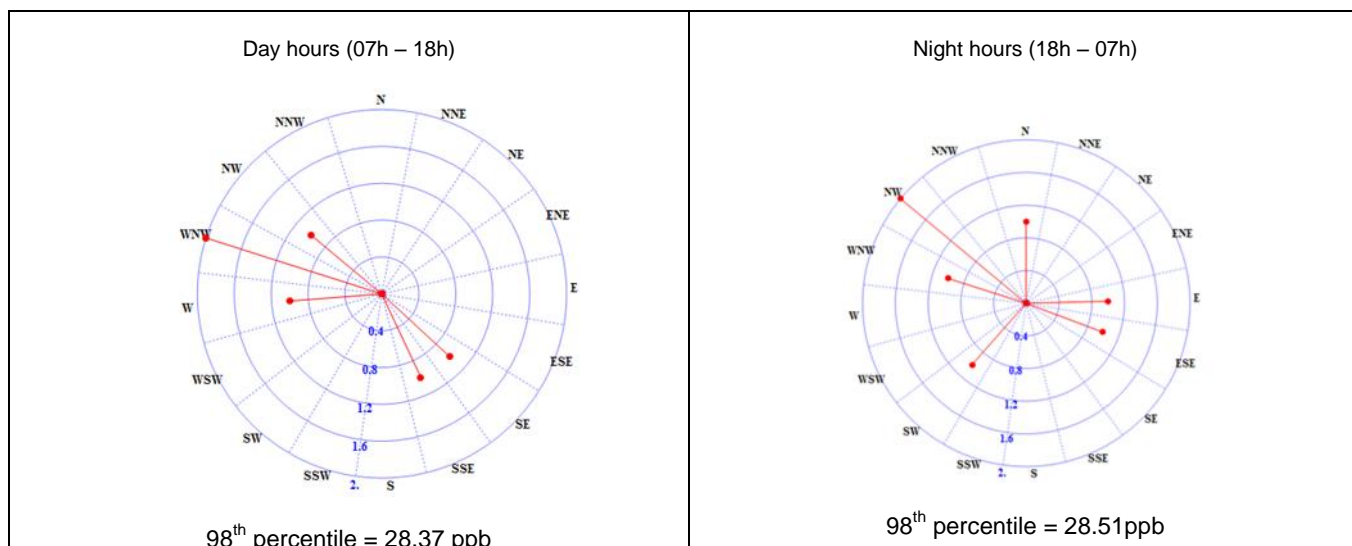 Day hours (07h – 18h)
N
NNE
NE
ENE
E
ESE
SE
SSE
S
SSW
SW
WSW
W
WNW
NW
NNW
0.4
0.8
1.2
1.6
2.
98th percentile = 28.37 ppb
Night hours (18h – 07h)
N
NNE
NE
ENE
E
ESE
SE
SSE
S
SSW
SW
WSW
W
WNW
NW
NNW
0.4
0.8
1.2
1.6
2.
98th percentile = 28.51ppb